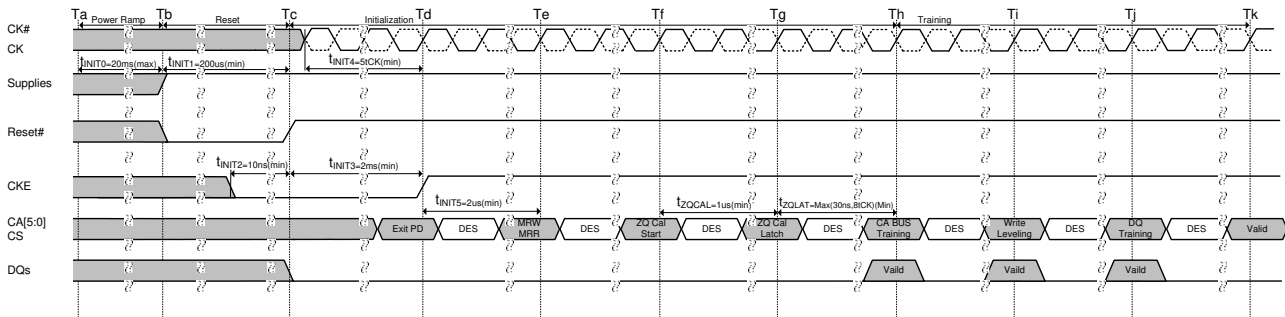 Ta Tb Tc Td Te Tf Tg Th Ti Tj Tk
Power Ramp Reset Initialization Training
CK#
CK
tINIT0=20ms(max) tINIT1=200us(min) tINIT4=5tCK(min)
Supplies
Reset#
tINIT2=10ns(min) tINIT3=2ms(min)
CKE
tINIT5=2us(min) tZQCAL=1us(min) tZQLAT=Max(30ns,8tCK)(Min)
CA[5:0]
CS
Exit PD DES MRW DES ZQ Cal DES ZQ Cal DES CA BUS DES Write DES DQ DES Valid
MRR Start Latch Training Leveling Training
DQs
Vaild Vaild Vaild